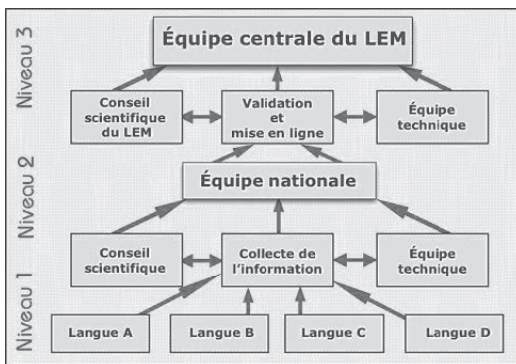 Niveau 3
Équipe centrale du LEM
Conseil
scientifique
du LEM
Validation
et
mise en ligne
Équipe
technique
Niveau 2
Équipe nationale
Conseil
scientifique
Collecte de
l'information
Équipe
technique
Niveau 1
Langue A
Langue B
Langue C
Langue D